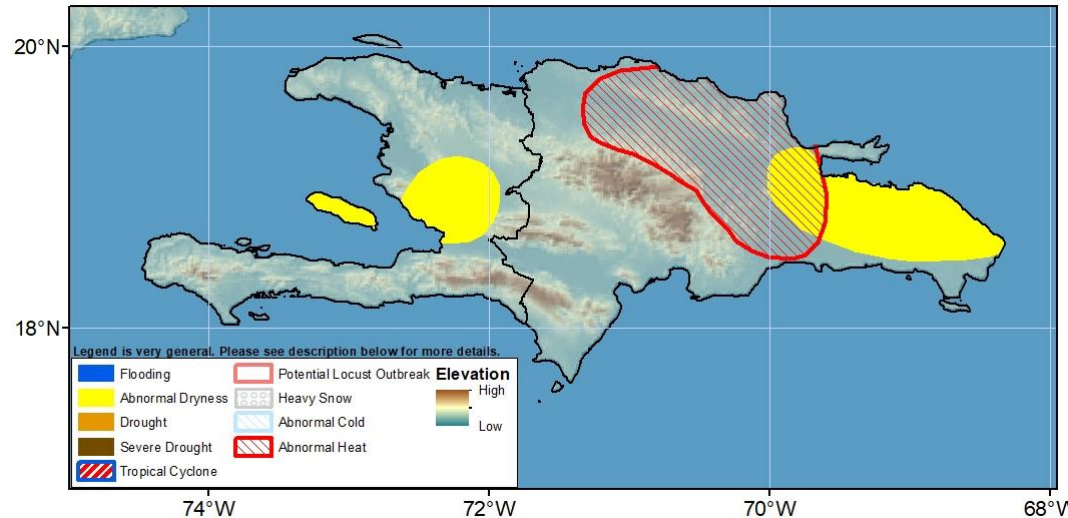 20°N
18°N
Legend is very general. Please see description below for more details.
Flooding
Abnormal Dryness
Drought
Severe Drought
Tropical Cyclone
Potential Locust Outbreak
Heavy Snow
Abnormal Cold
Abnormal Heat
Elevation
High
Low
74°W
72°W
70°W
68°W